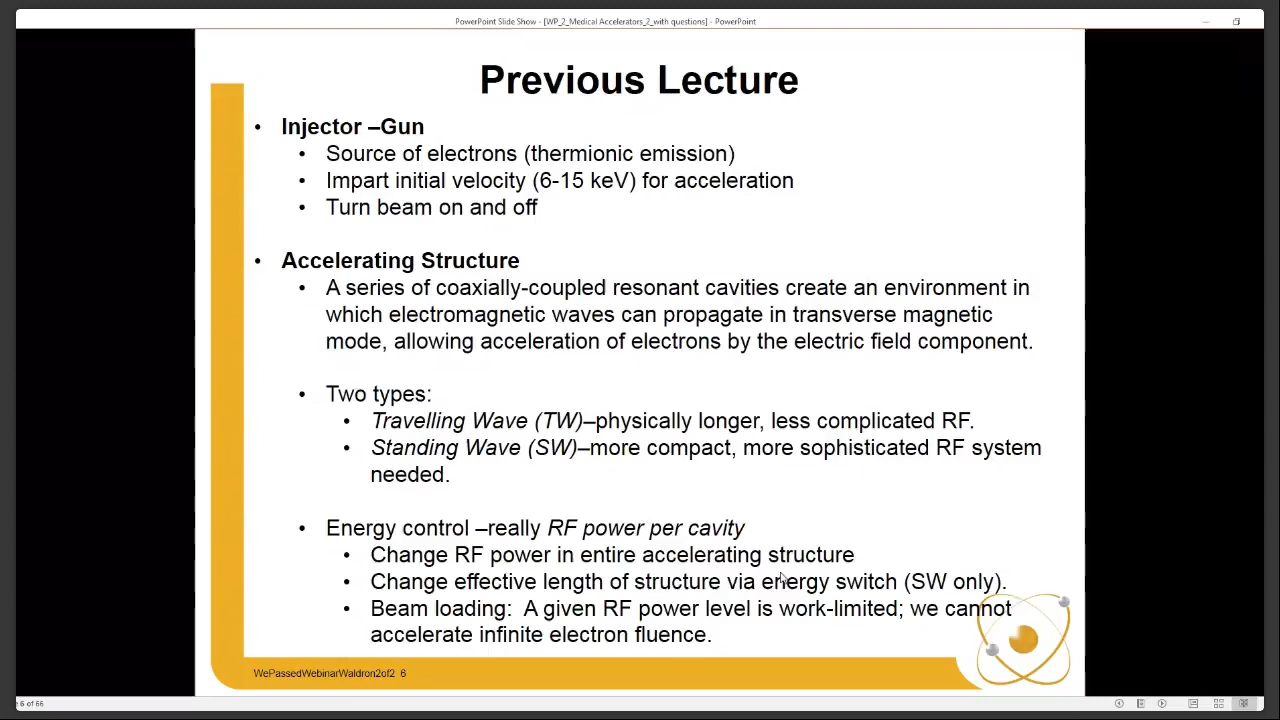 PowerPoint Slide Show - [WP_2_Medical Accelerators_2_with questions] - PowerPoint
Previous Lecture
• Injector –Gun
• Source of electrons (thermionic emission)
• Impart initial velocity (6-15 keV) for acceleration
• Turn beam on and off
• Accelerating Structure
• A series of coaxially-coupled resonant cavities create an environment in
which electromagnetic waves can propagate in transverse magnetic
mode, allowing acceleration of electrons by the electric field component.
• Two types:
• Travelling Wave (TW)–physically longer, less complicated RF.
• Standing Wave (SW)–more compact, more sophisticated RF system
needed.
• Energy control –really RF power per cavity
• Change RF power in entire accelerating structure
• Change effective length of structure via energy switch (SW only).
• Beam loading: A given RF power level is work-limited; we cannot
accelerate infinite electron fluence.
WePassedWebinarWaldron2of2 6
e 6 of 66